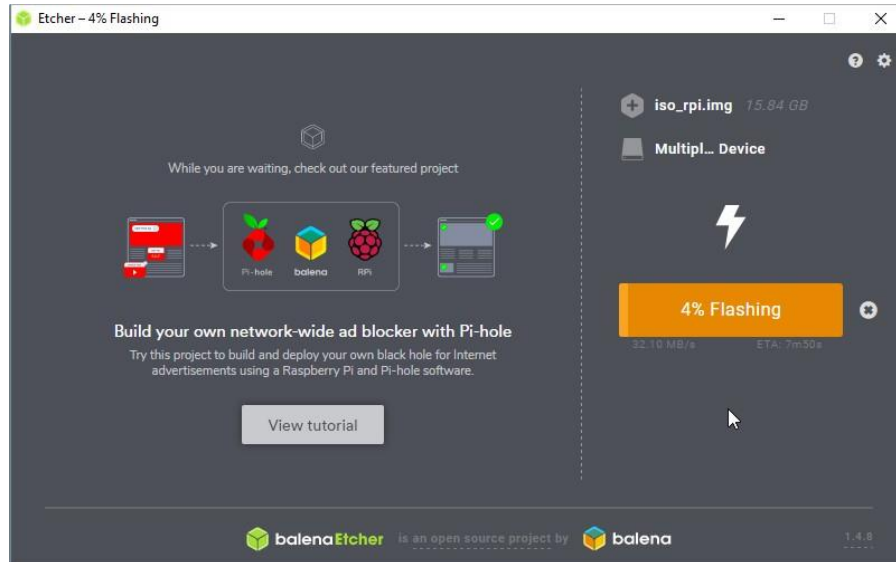 Etcher – 4% Flashing
While you are waiting, check out our featured project
Pi-hole
balena
RPi
Build your own network-wide ad blocker with Pi-hole
Try this project to build and deploy your own black hole for Internet
advertisements using a Raspberry Pi and Pi-hole software.
View tutorial
iso_rpi.img 15.84 GB
Multipl... Device
4% Flashing
32.10 MB/s ETA: 7m50s
balenaEtcher is an open source project by balena
1.4.8